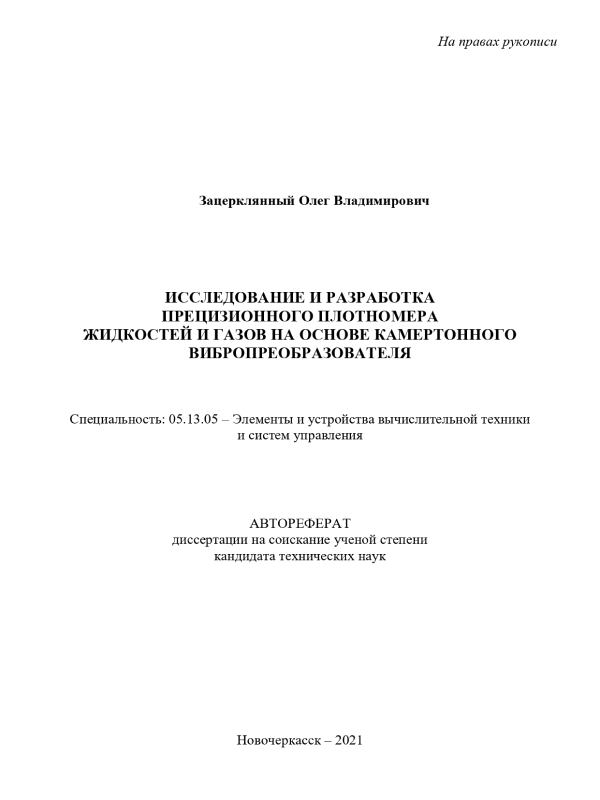 На правах рукописи
Зацерклянный Олег Владимирович
ИССЛЕДОВАНИЕ И РАЗРАБОТКА
ПРЕЦИЗИОННОГО ПЛОТНОМЕРА
ЖИДКОСТЕЙ И ГАЗОВ НА ОСНОВЕ КАМЕРТОННОГО
ВИБРОПРЕОБРАЗОВАТЕЛЯ
Специальность: 05.13.05 – Элементы и устройства вычислительной техники
и систем управления
АВТОРЕФЕРАТ
диссертации на соискание ученой степени
кандидата технических наук
Новочеркасск – 2021